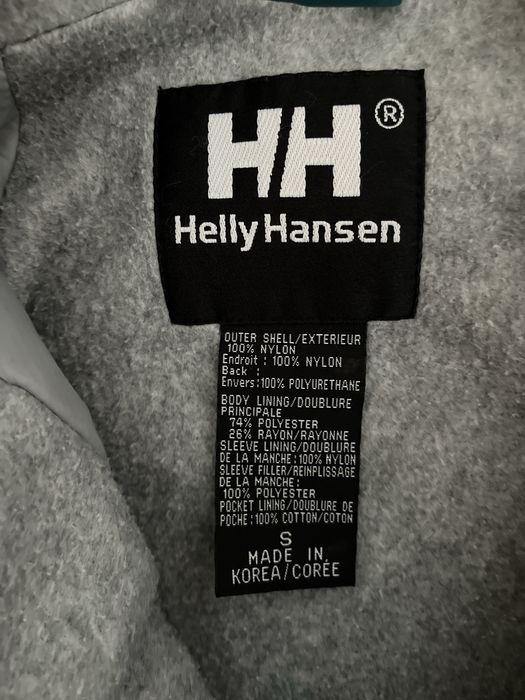 HH®
Helly Hansen
OUTER SHELL/EXTERIEUR
100% NYLON
Endroit : 100% NYLON
Back :
Envers:100% POLYURETHANE
BODY LINING/DOUBLURE
PRINCIPALE
74% POLYESTER
26% RAYON/RAYONNE
SLEEVE LINING/DOUBLURE
DE LA MANCHE:100% NYLON
SLEEVE FILLER/REINPLISSAGE
DE LA MANCHE:
100% POLYESTER
POCKET LINING/DOUBLURE DE
POCHE:100% COTTON/COTON
S
MADE IN
KOREA/CORÉE